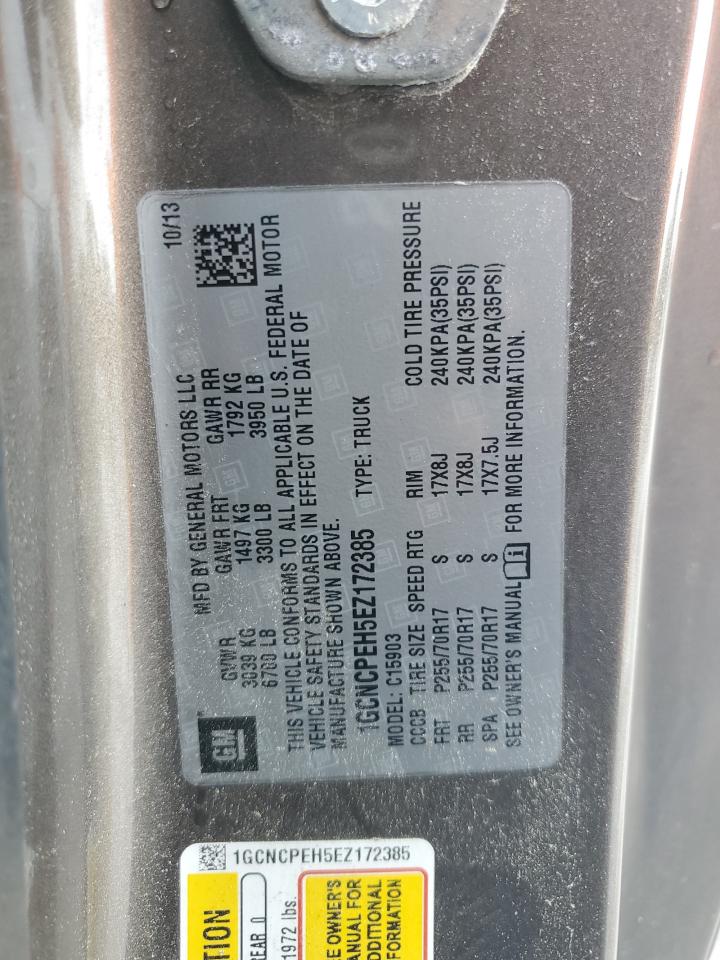 10/13
MFD BY GENERAL MOTORS LLC
GVWR GAWR FRT GAWR RR
3039 KG 1497 KG 1792 KG
6700 LB 3300 LB 3950 LB
GM
THIS VEHICLE CONFORMS TO ALL APPLICABLE U.S. FEDERAL MOTOR
VEHICLE SAFETY STANDARDS IN EFFECT ON THE DATE OF
MANUFACTURE SHOWN ABOVE.
1GCNCPEH5EZ172385 TYPE: TRUCK
MODEL: C15903
CCCB TIRE SIZE SPEED RTG RIM COLD TIRE PRESSURE
FRT P255/70R17 S 17X8J 240KPA(35PSI)
RR P255/70R17 S 17X8J 240KPA(35PSI)
SPA P255/70R17 S 17X7.5J 240KPA(35PSI)
SEE OWNER'S MANUAL FOR MORE INFORMATION.
1GCNCPEH5EZ172385
TION
REAR 0
1972 lbs.
EE OWNER'S
ANUAL FOR
DDITIONAL
FORMATION